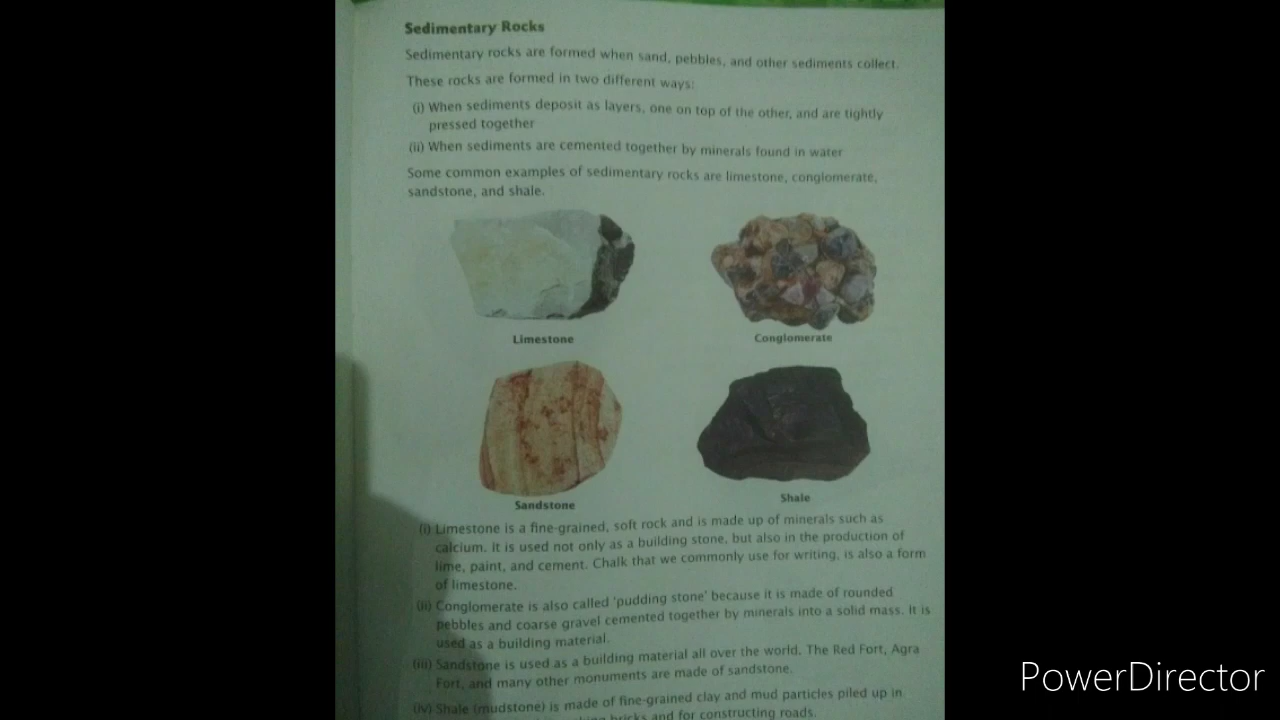 Sedimentary Rocks
Sedimentary rocks are formed when sand, pebbles, and other sediments collect.
These rocks are formed in two different ways:
(i) When sediments deposit as layers, one on top of the other, and are tightly
pressed together
(ii) When sediments are cemented together by minerals found in water
Some common examples of sedimentary rocks are limestone, conglomerate,
sandstone, and shale.
Limestone
Conglomerate
Sandstone
Shale
(i) Limestone is a fine-grained, soft rock and is made up of minerals such as
calcium. It is used not only as a building stone, but also in the production of
lime, paint, and cement. Chalk that we commonly use for writing, is also a form
of limestone.
(ii) Conglomerate is also called 'pudding stone' because it is made of rounded
pebbles and coarse gravel cemented together by minerals into a solid mass. It is
used as a building material.
(iii) Sandstone is used as a building material all over the world. The Red Fort, Agra
Fort, and many other monuments are made of sandstone.
(iv) Shale (mudstone) is made of fine-grained clay and mud particles piled up in
bricks and for constructing roads.
PowerDirector